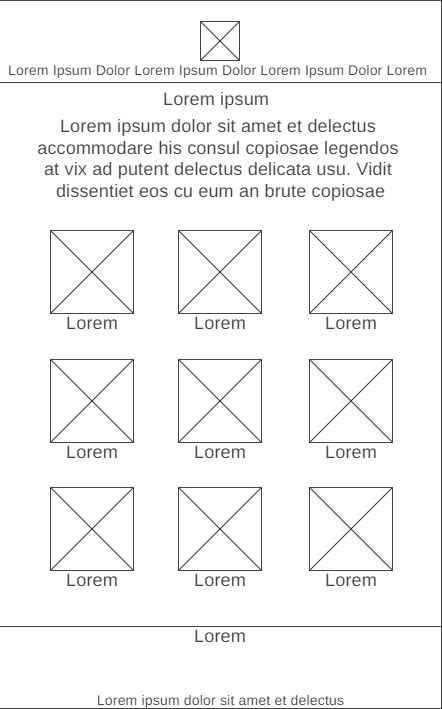 Lorem Ipsum Dolor Lorem Ipsum Dolor Lorem Ipsum Dolor Lorem
Lorem ipsum
Lorem ipsum dolor sit amet et delectus
accommodare his consul copiosae legendos
at vix ad putent delectus delicata usu. Vidit
dissentiet eos cu eum an brute copiosae
Lorem Lorem Lorem
Lorem Lorem Lorem
Lorem Lorem Lorem
Lorem
Lorem ipsum dolor sit amet et delectus